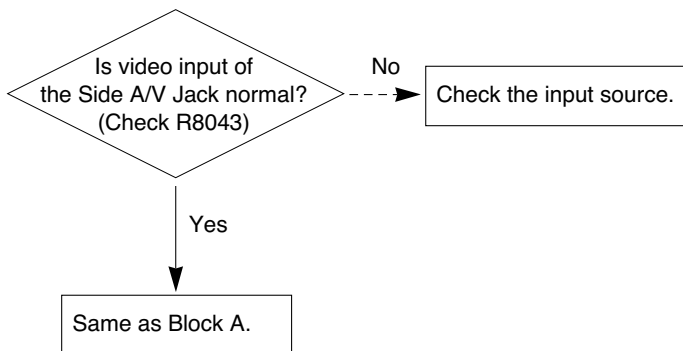 Is video input of
the Side A/V Jack normal?
(Check R8043)
No
Check the input source.
Yes
Same as Block A.